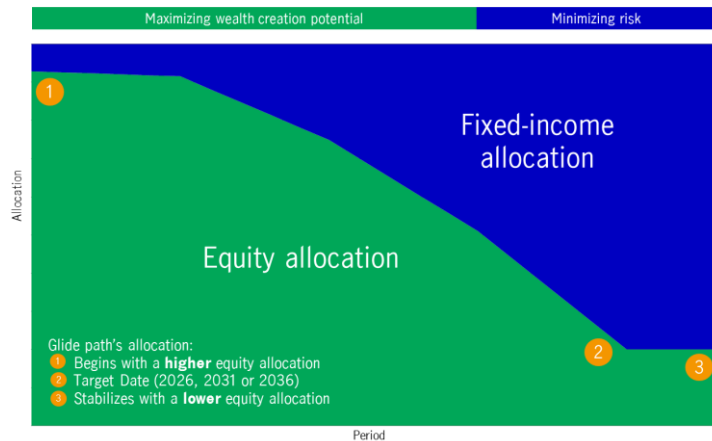 Maximizing wealth creation potential
Minimizing risk
1
Fixed-income
allocation
Allocation
Equity allocation
Glide path's allocation:
1 Begins with a higher equity allocation
2 Target Date (2026, 2031 or 2036)
3 Stabilizes with a lower equity allocation
2
3
Period